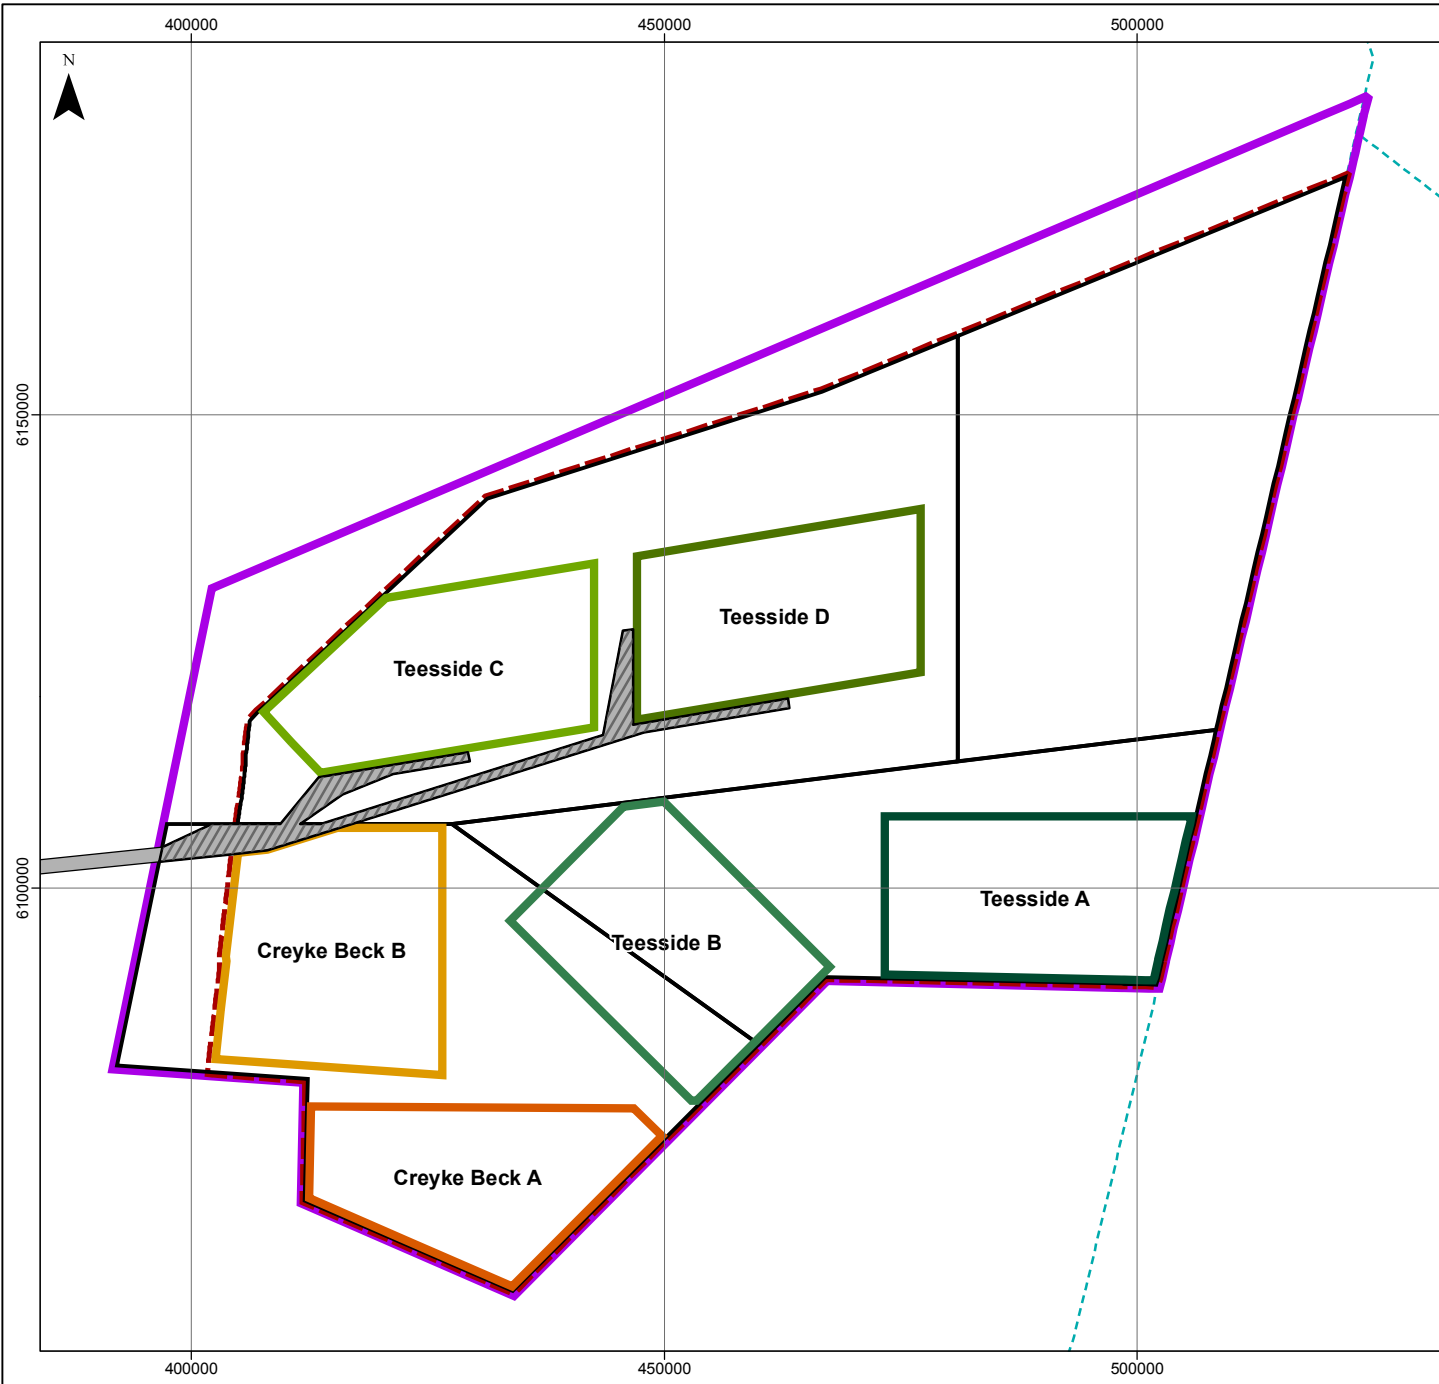 400000 450000 500000
N
6150000
Teesside D
Teesside C
6100000
Teesside A
Teesside B
Creyke Beck B
Creyke Beck A
400000 450000 500000